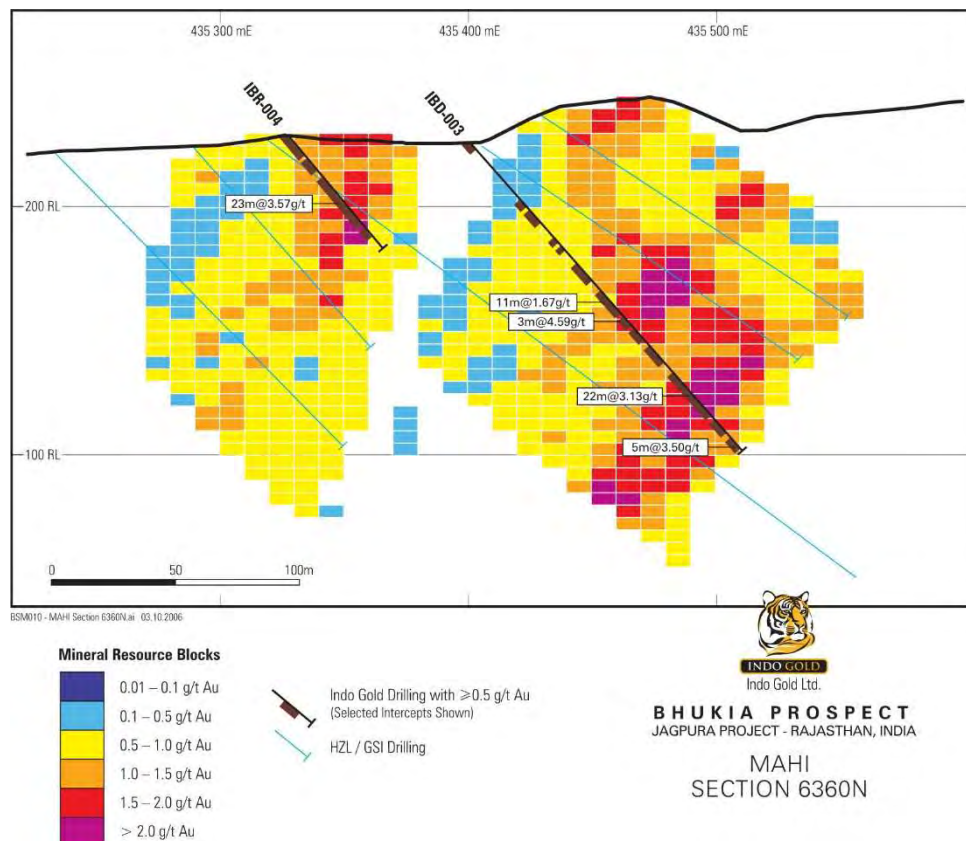 435 300 mE
435 400 mE
435 500 mE
IBR-004
IBD-003
23m@3.57g/t
200 RL
11m@1.67g/t
3m@4.59g/t
22m@3.13g/t
5m@3.50g/t
100 RL
0
50
100m
BSM010 - MAHI Section 6360N.ai 03.10.2006
Mineral Resource Blocks
0.01 – 0.1 g/t Au
0.1 – 0.5 g/t Au
0.5 – 1.0 g/t Au
1.0 – 1.5 g/t Au
1.5 – 2.0 g/t Au
> 2.0 g/t Au
Indo Gold Drilling with ≥0.5 g/t Au
(Selected Intercepts Shown)
HZL / GSI Drilling
INDO GOLD
Indo Gold Ltd.
BHUKIA PROSPECT
JAGPURA PROJECT - RAJASTHAN, INDIA
MAHI
SECTION 6360N